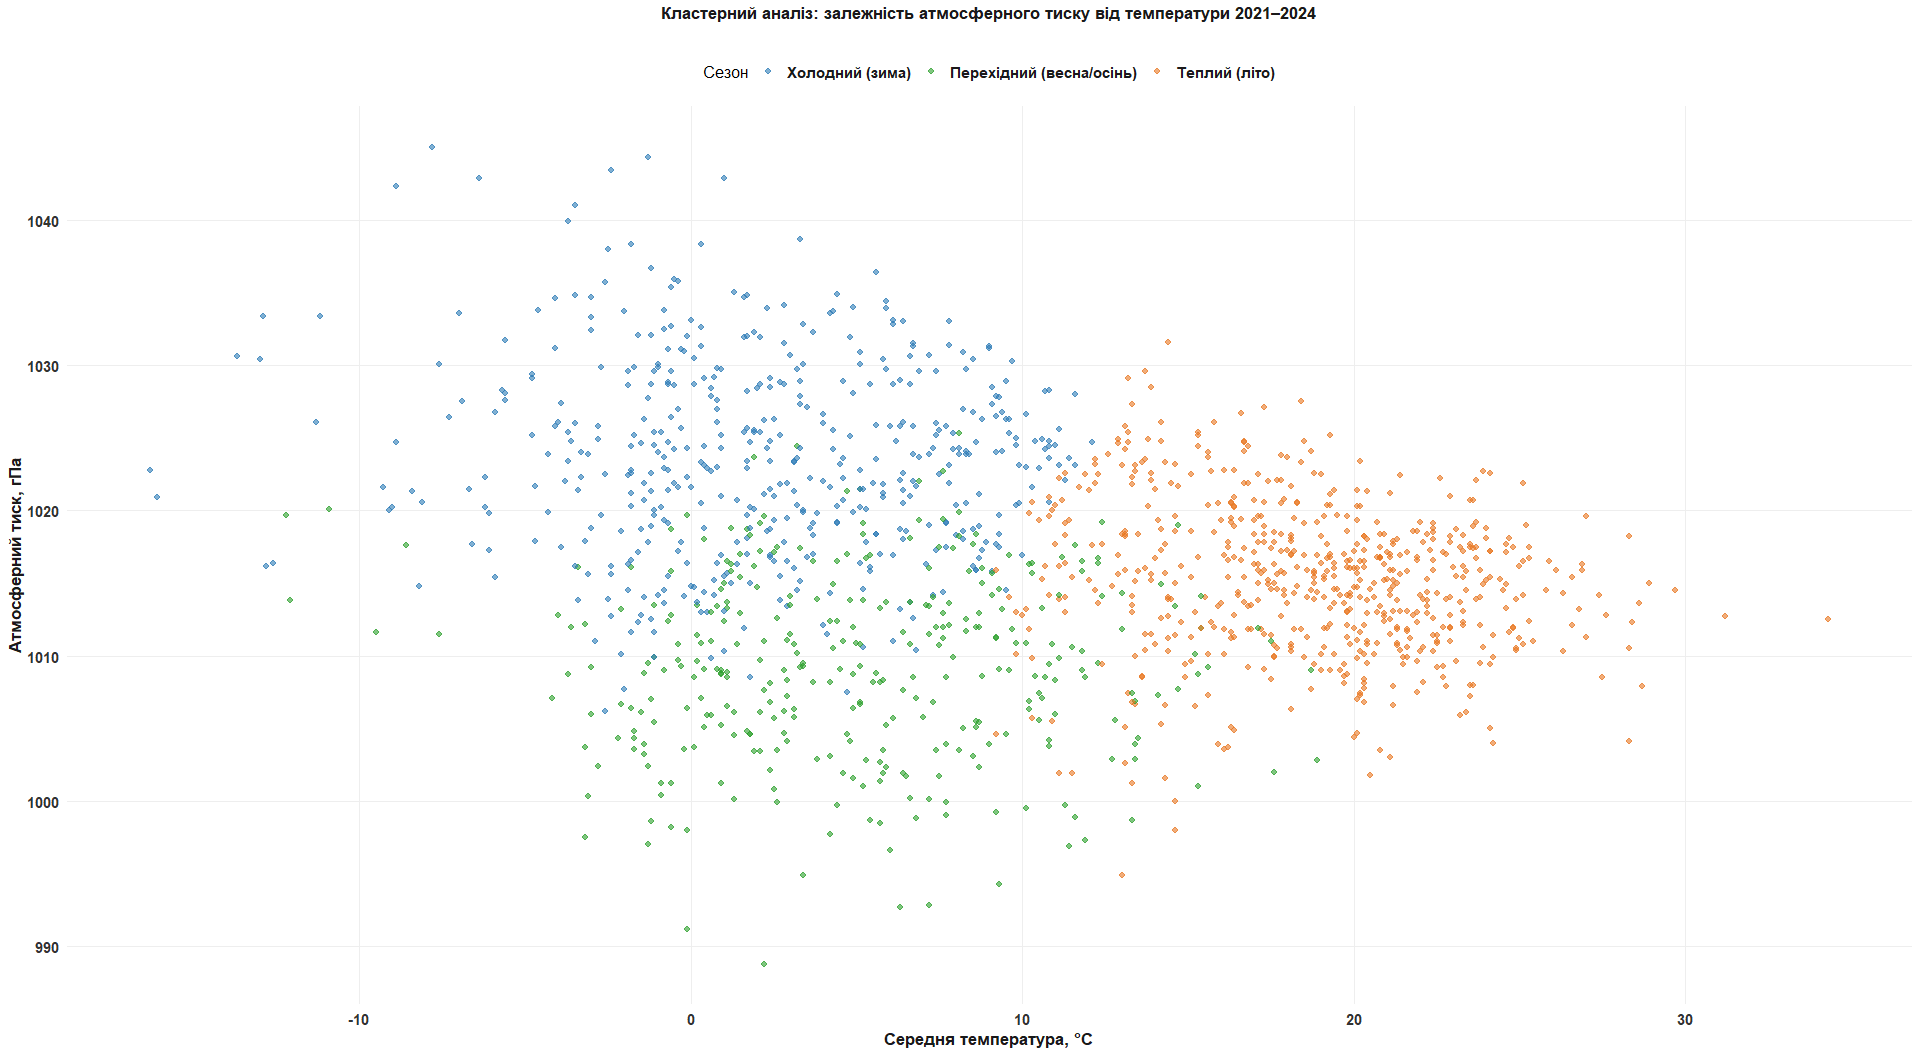 Кластерний аналіз: залежність атмосферного тиску від температури 2021–2024
Сезон Холодний (зима) Перехідний (весна/осінь) Теплий (літо)
Атмосферний тиск, гПа
1040
1030
1020
1010
1000
990
-10 0 10 20 30
Середня температура, °C